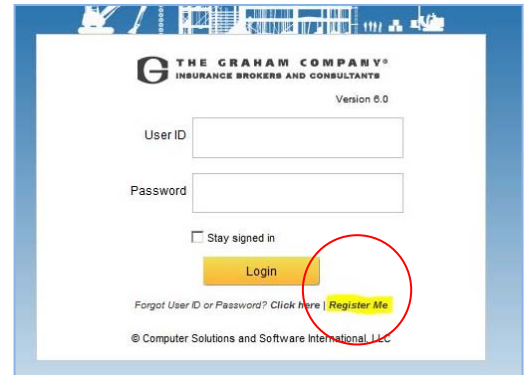 G THE GRAHAM COMPANY®
INSURANCE BROKERS AND CONSULTANTS
Version 6.0
User ID
Password
Stay signed in
Login
Forgot User ID or Password? Click here | Register Me
© Computer Solutions and Software International, LLC